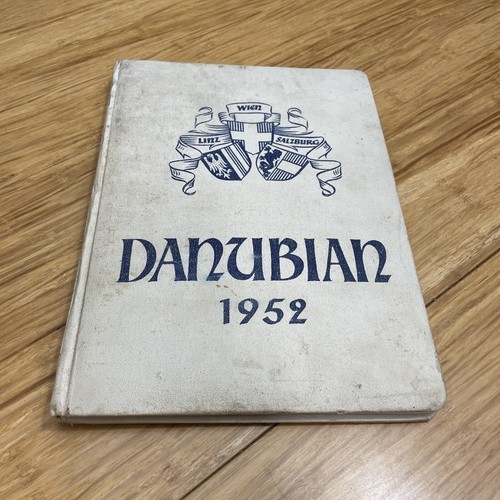 Wien
LINZ SALZBURG
DANUBIAN
1952